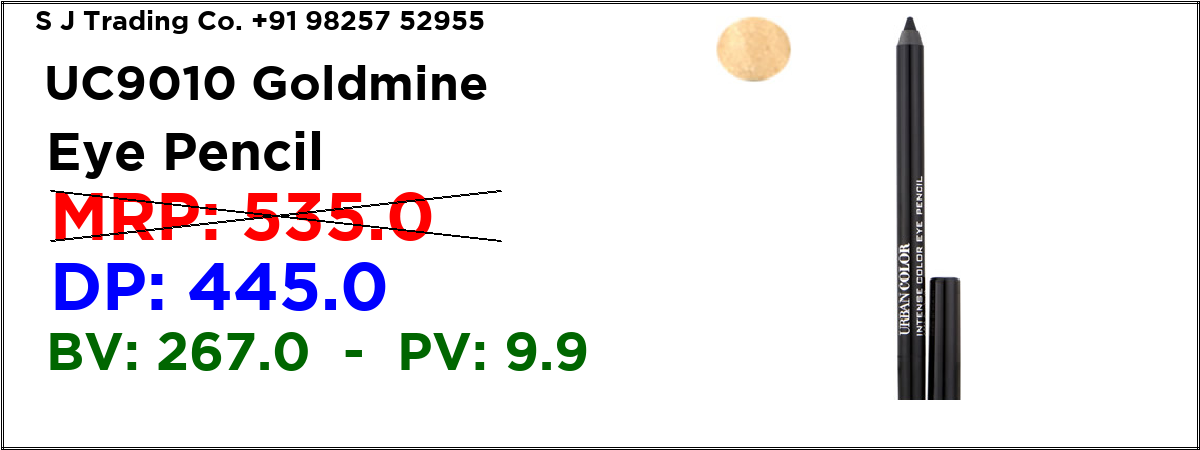 S J Trading Co. +91 98257 52955
UC9010 Goldmine
Eye Pencil
MRP: 535.0
DP: 445.0
BV: 267.0 - PV: 9.9
URBAN COLOR
INTENSE COLOR EYE PENCIL